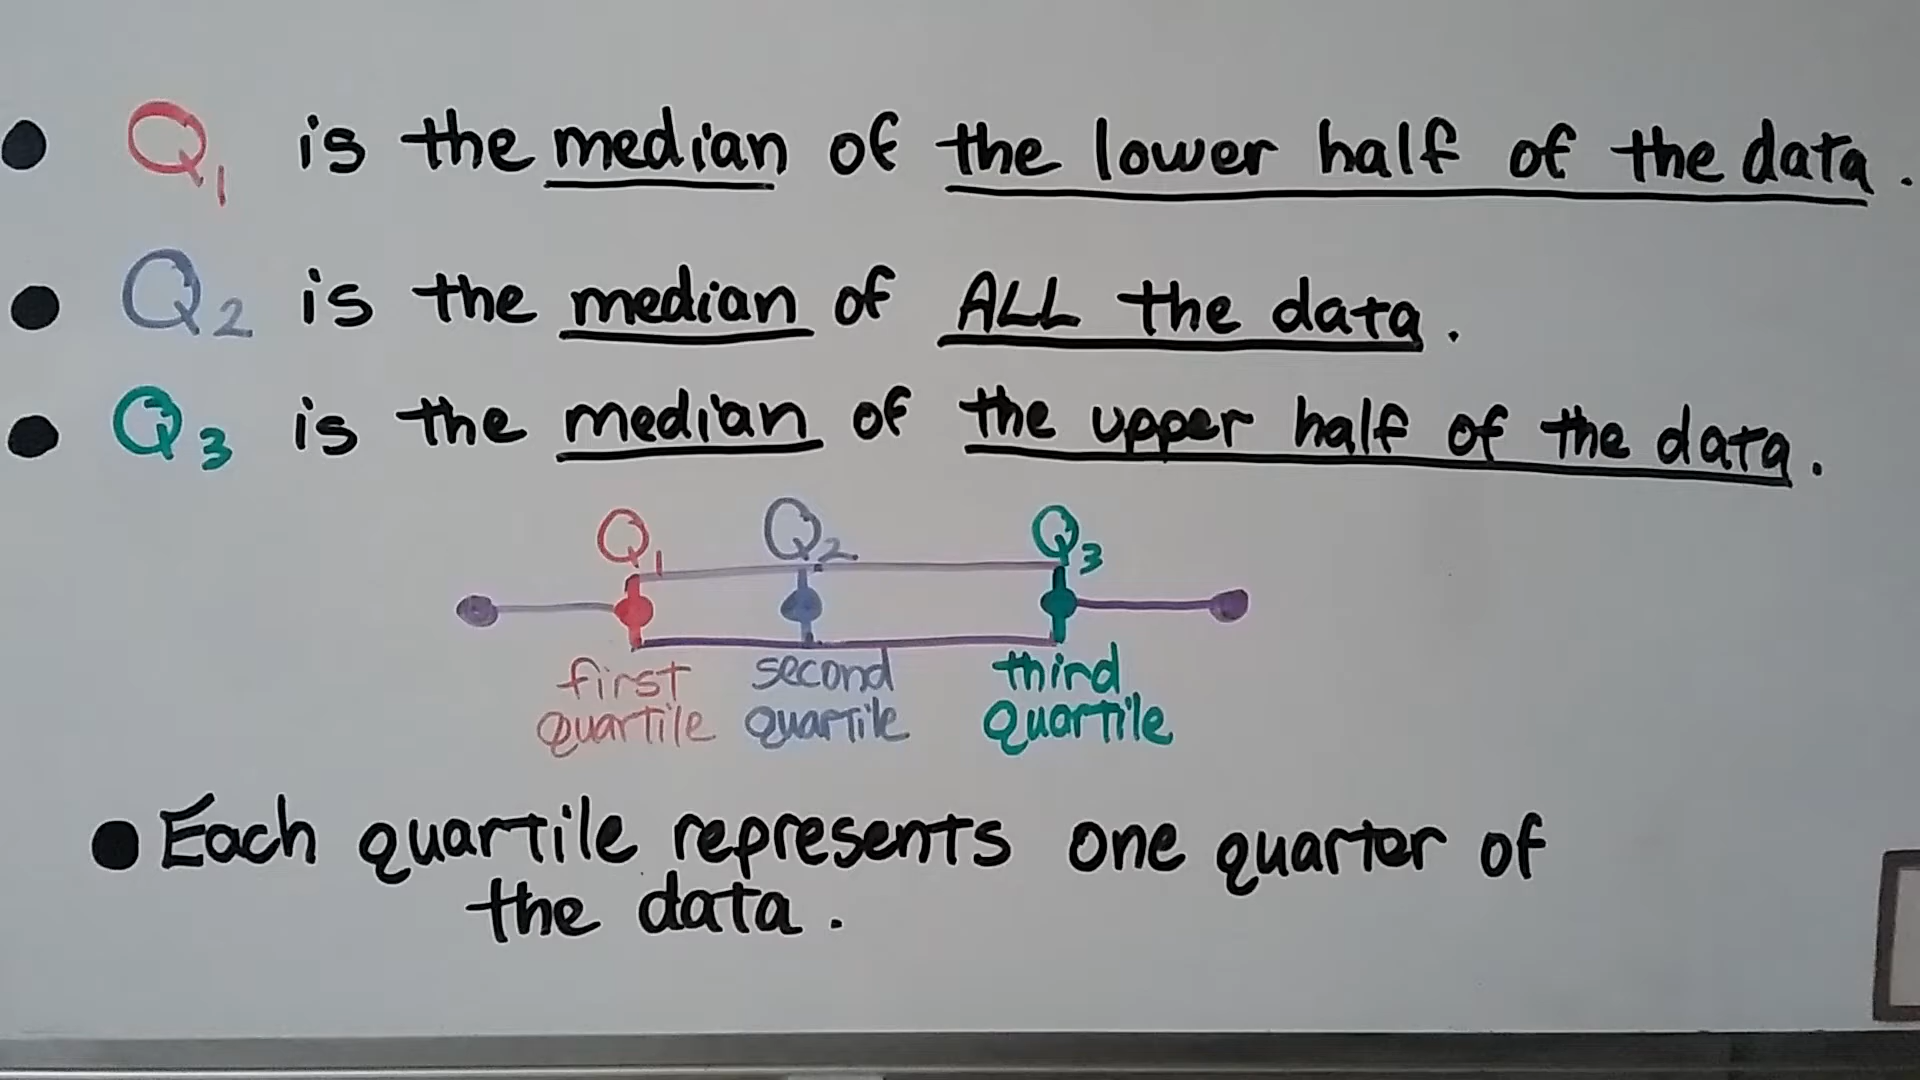 ● Q₁ is the median of the lower half of the data.
● Q₂ is the median of ALL the data.
● Q₃ is the median of the upper half of the data.
Q₁ Q₂ Q₃
first second third
quartile quartile quartile
● Each quartile represents one quarter of
the data.